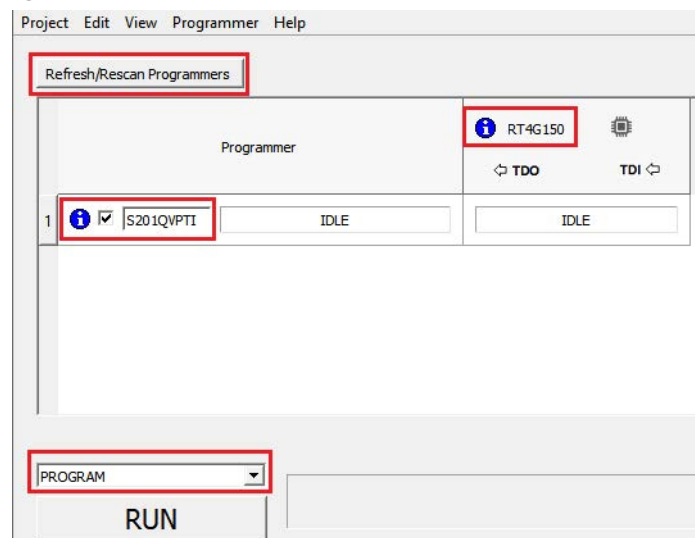 Project Edit View Programmer Help
Refresh/Rescan Programmers
Programmer
RT4G150
TDO TDI
1 S201QVPTI IDLE IDLE
PROGRAM
RUN